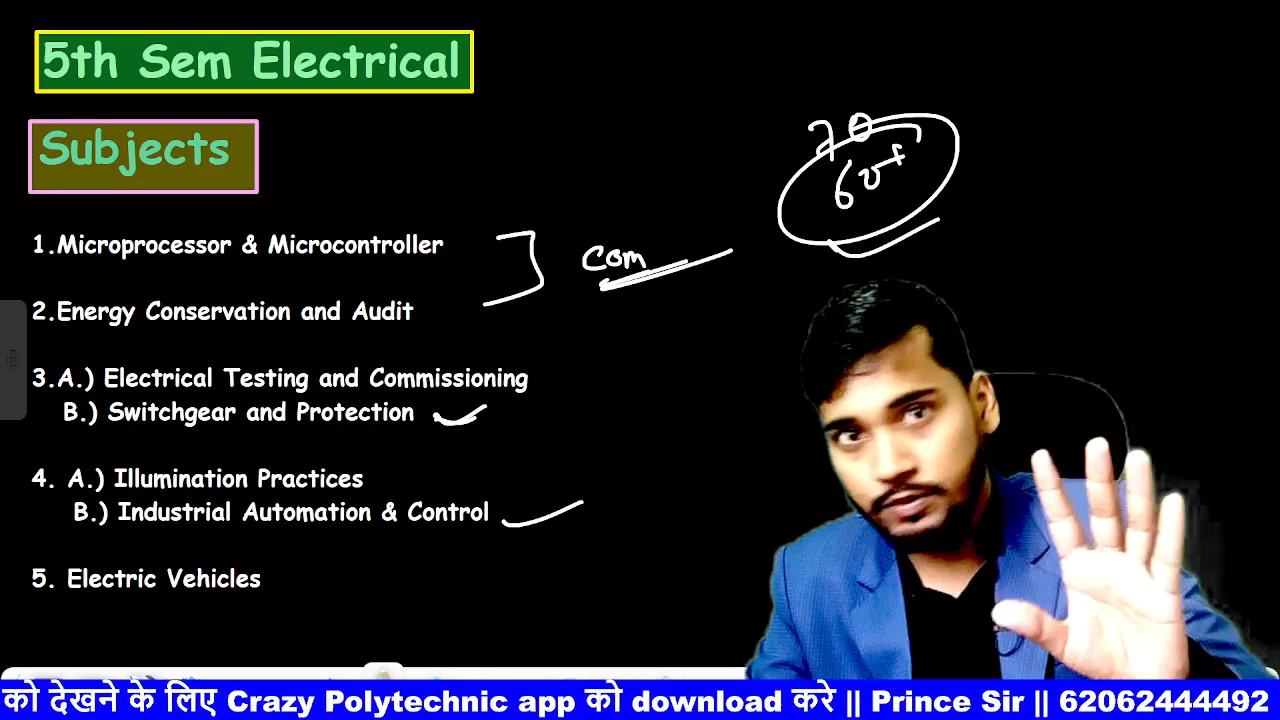 5th Sem Electrical
Subjects
70
6
1.Microprocessor & Microcontroller
com
2.Energy Conservation and Audit
3.A.) Electrical Testing and Commissioning
B.) Switchgear and Protection
4. A.) Illumination Practices
B.) Industrial Automation & Control
5. Electric Vehicles
को देखने के लिए Crazy Polytechnic app को download करे || Prince Sir || 62062444492